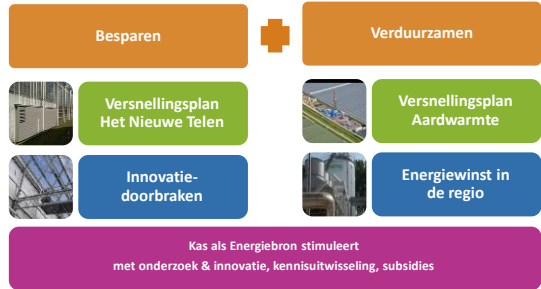 Besparen
Verduurzamen
Versnellingsplan
Het Nieuwe Telen
Versnellingsplan
Aardwarmte
Innovatie-
doorbraken
Energiewinst in
de regio
Kas als Energiebron stimuleert
met onderzoek & innovatie, kennisuitwisseling, subsidies